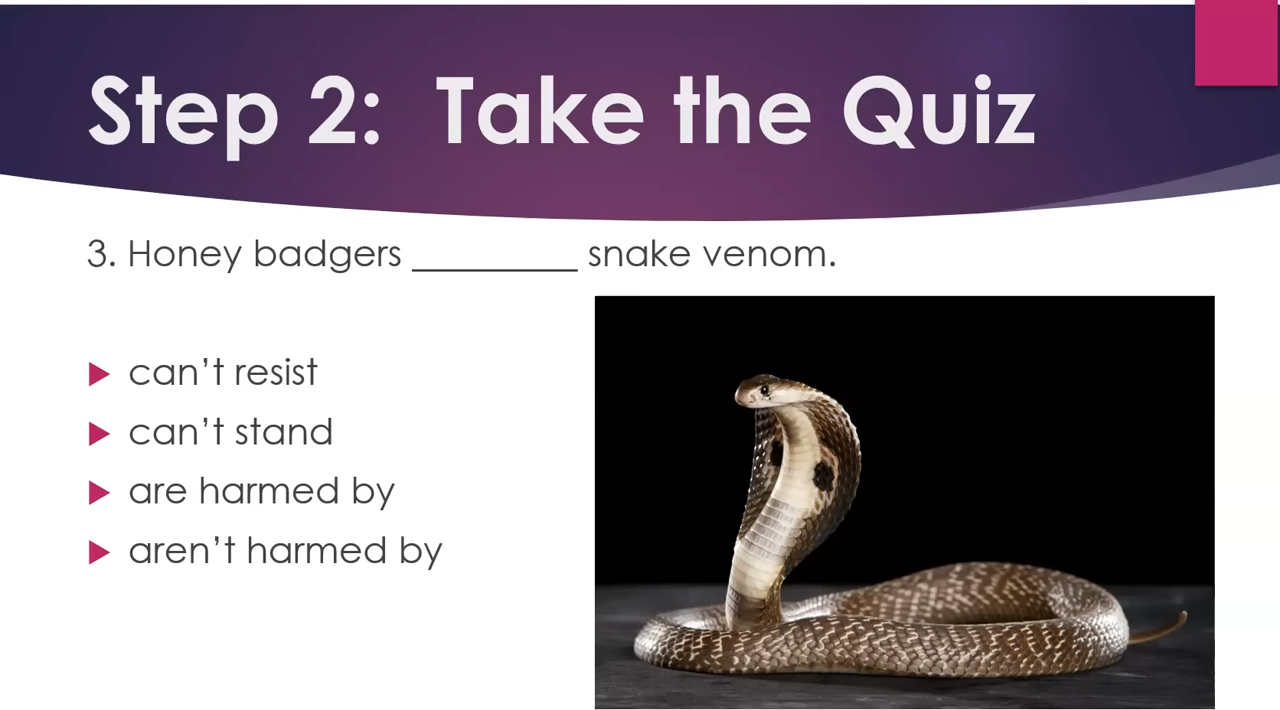 Step 2: Take the Quiz
3. Honey badgers _________ snake venom.
can’t resist
can’t stand
are harmed by
aren’t harmed by